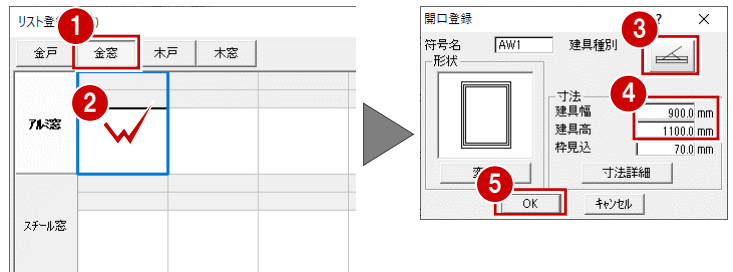 リスト登
1
金戸
金窓
木戸
木窓
2
アルミ窓
スチール窓
開口登録
?
×
3
符号名
AW1
建具種別
形状
4
寸法
建具幅
900.0 mm
建具高
1100.0 mm
枠見込
70.0 mm
寸法詳細
5
OK
キャンセル